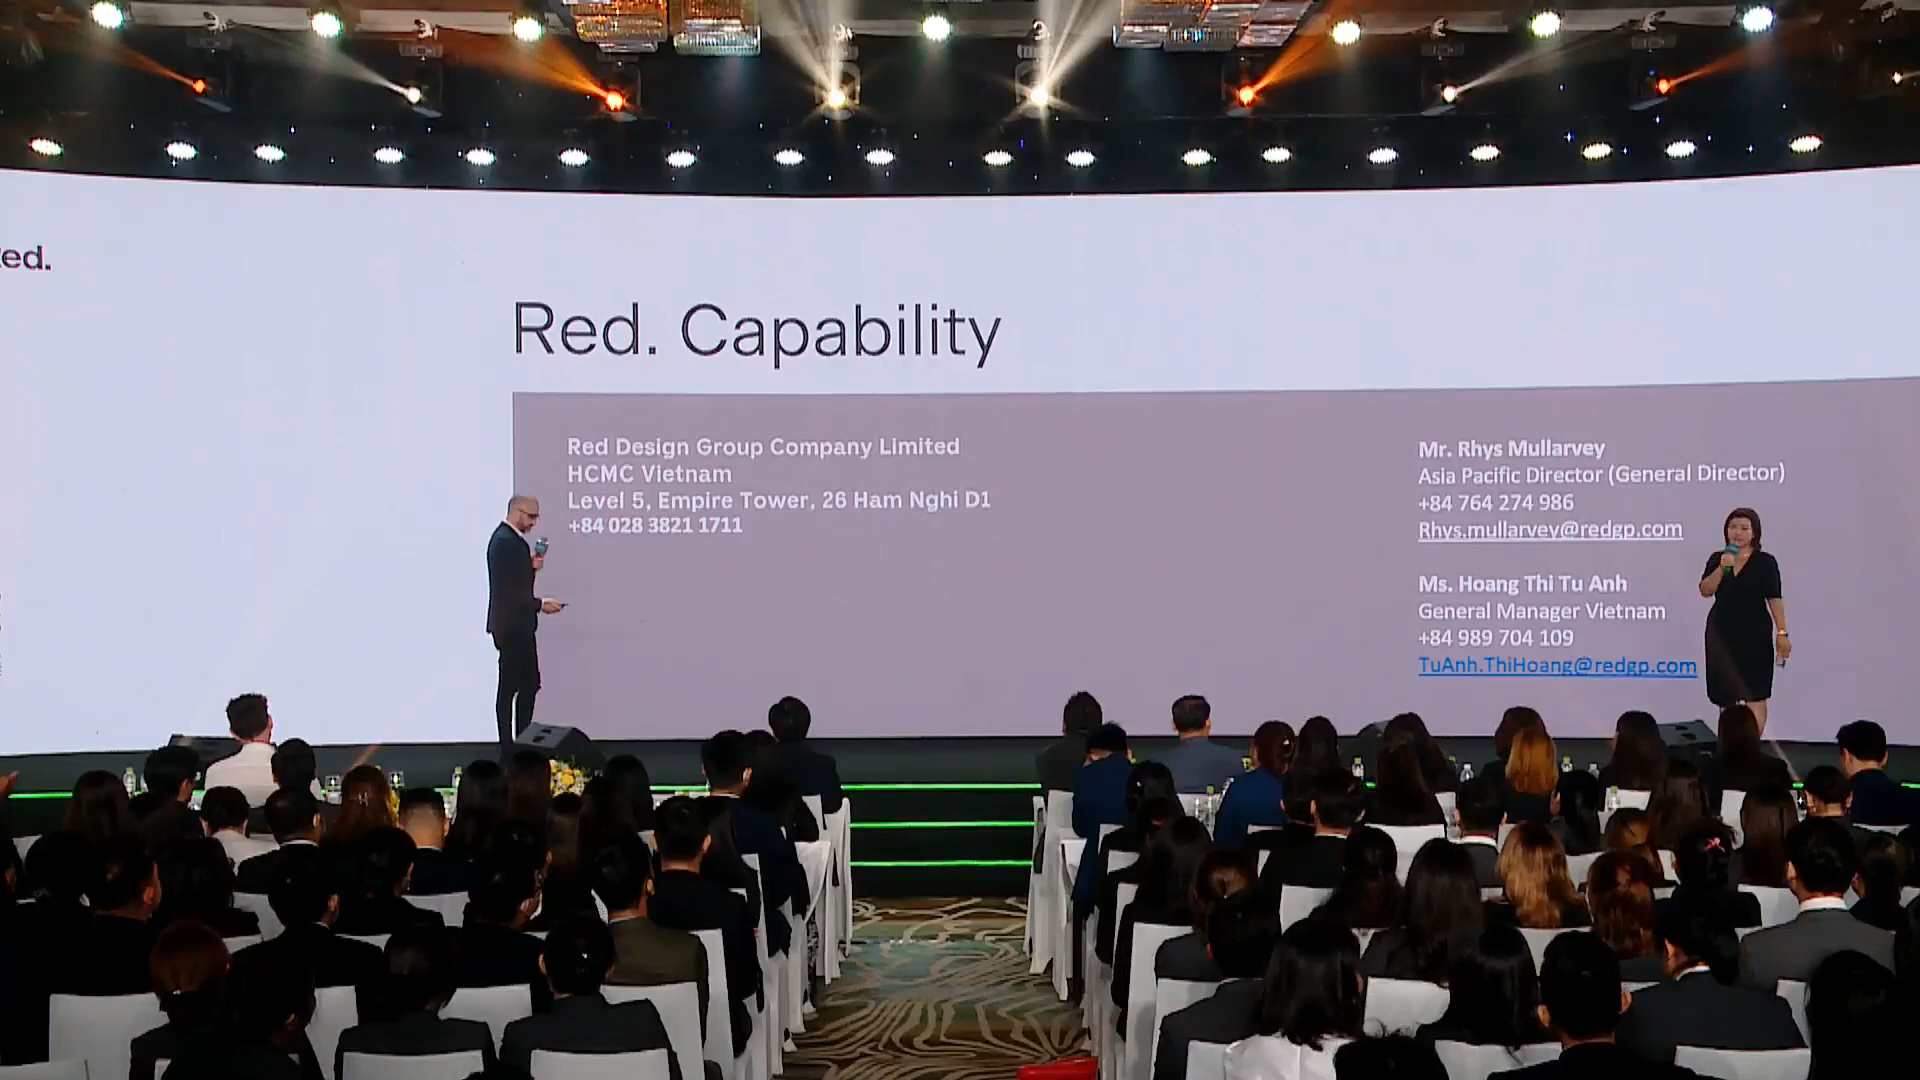 ed.
Red. Capability
Red Design Group Company Limited
HCMC Vietnam
Level 5, Empire Tower, 26 Ham Nghi D1
+84 028 3821 1711
Mr. Rhys Mullarvey
Asia Pacific Director (General Director)
+84 764 274 986
Rhys.mullarvey@redgp.com
Ms. Hoang Thi Tu Anh
General Manager Vietnam
+84 989 704 109
TuAnh.ThiHoang@redgp.com